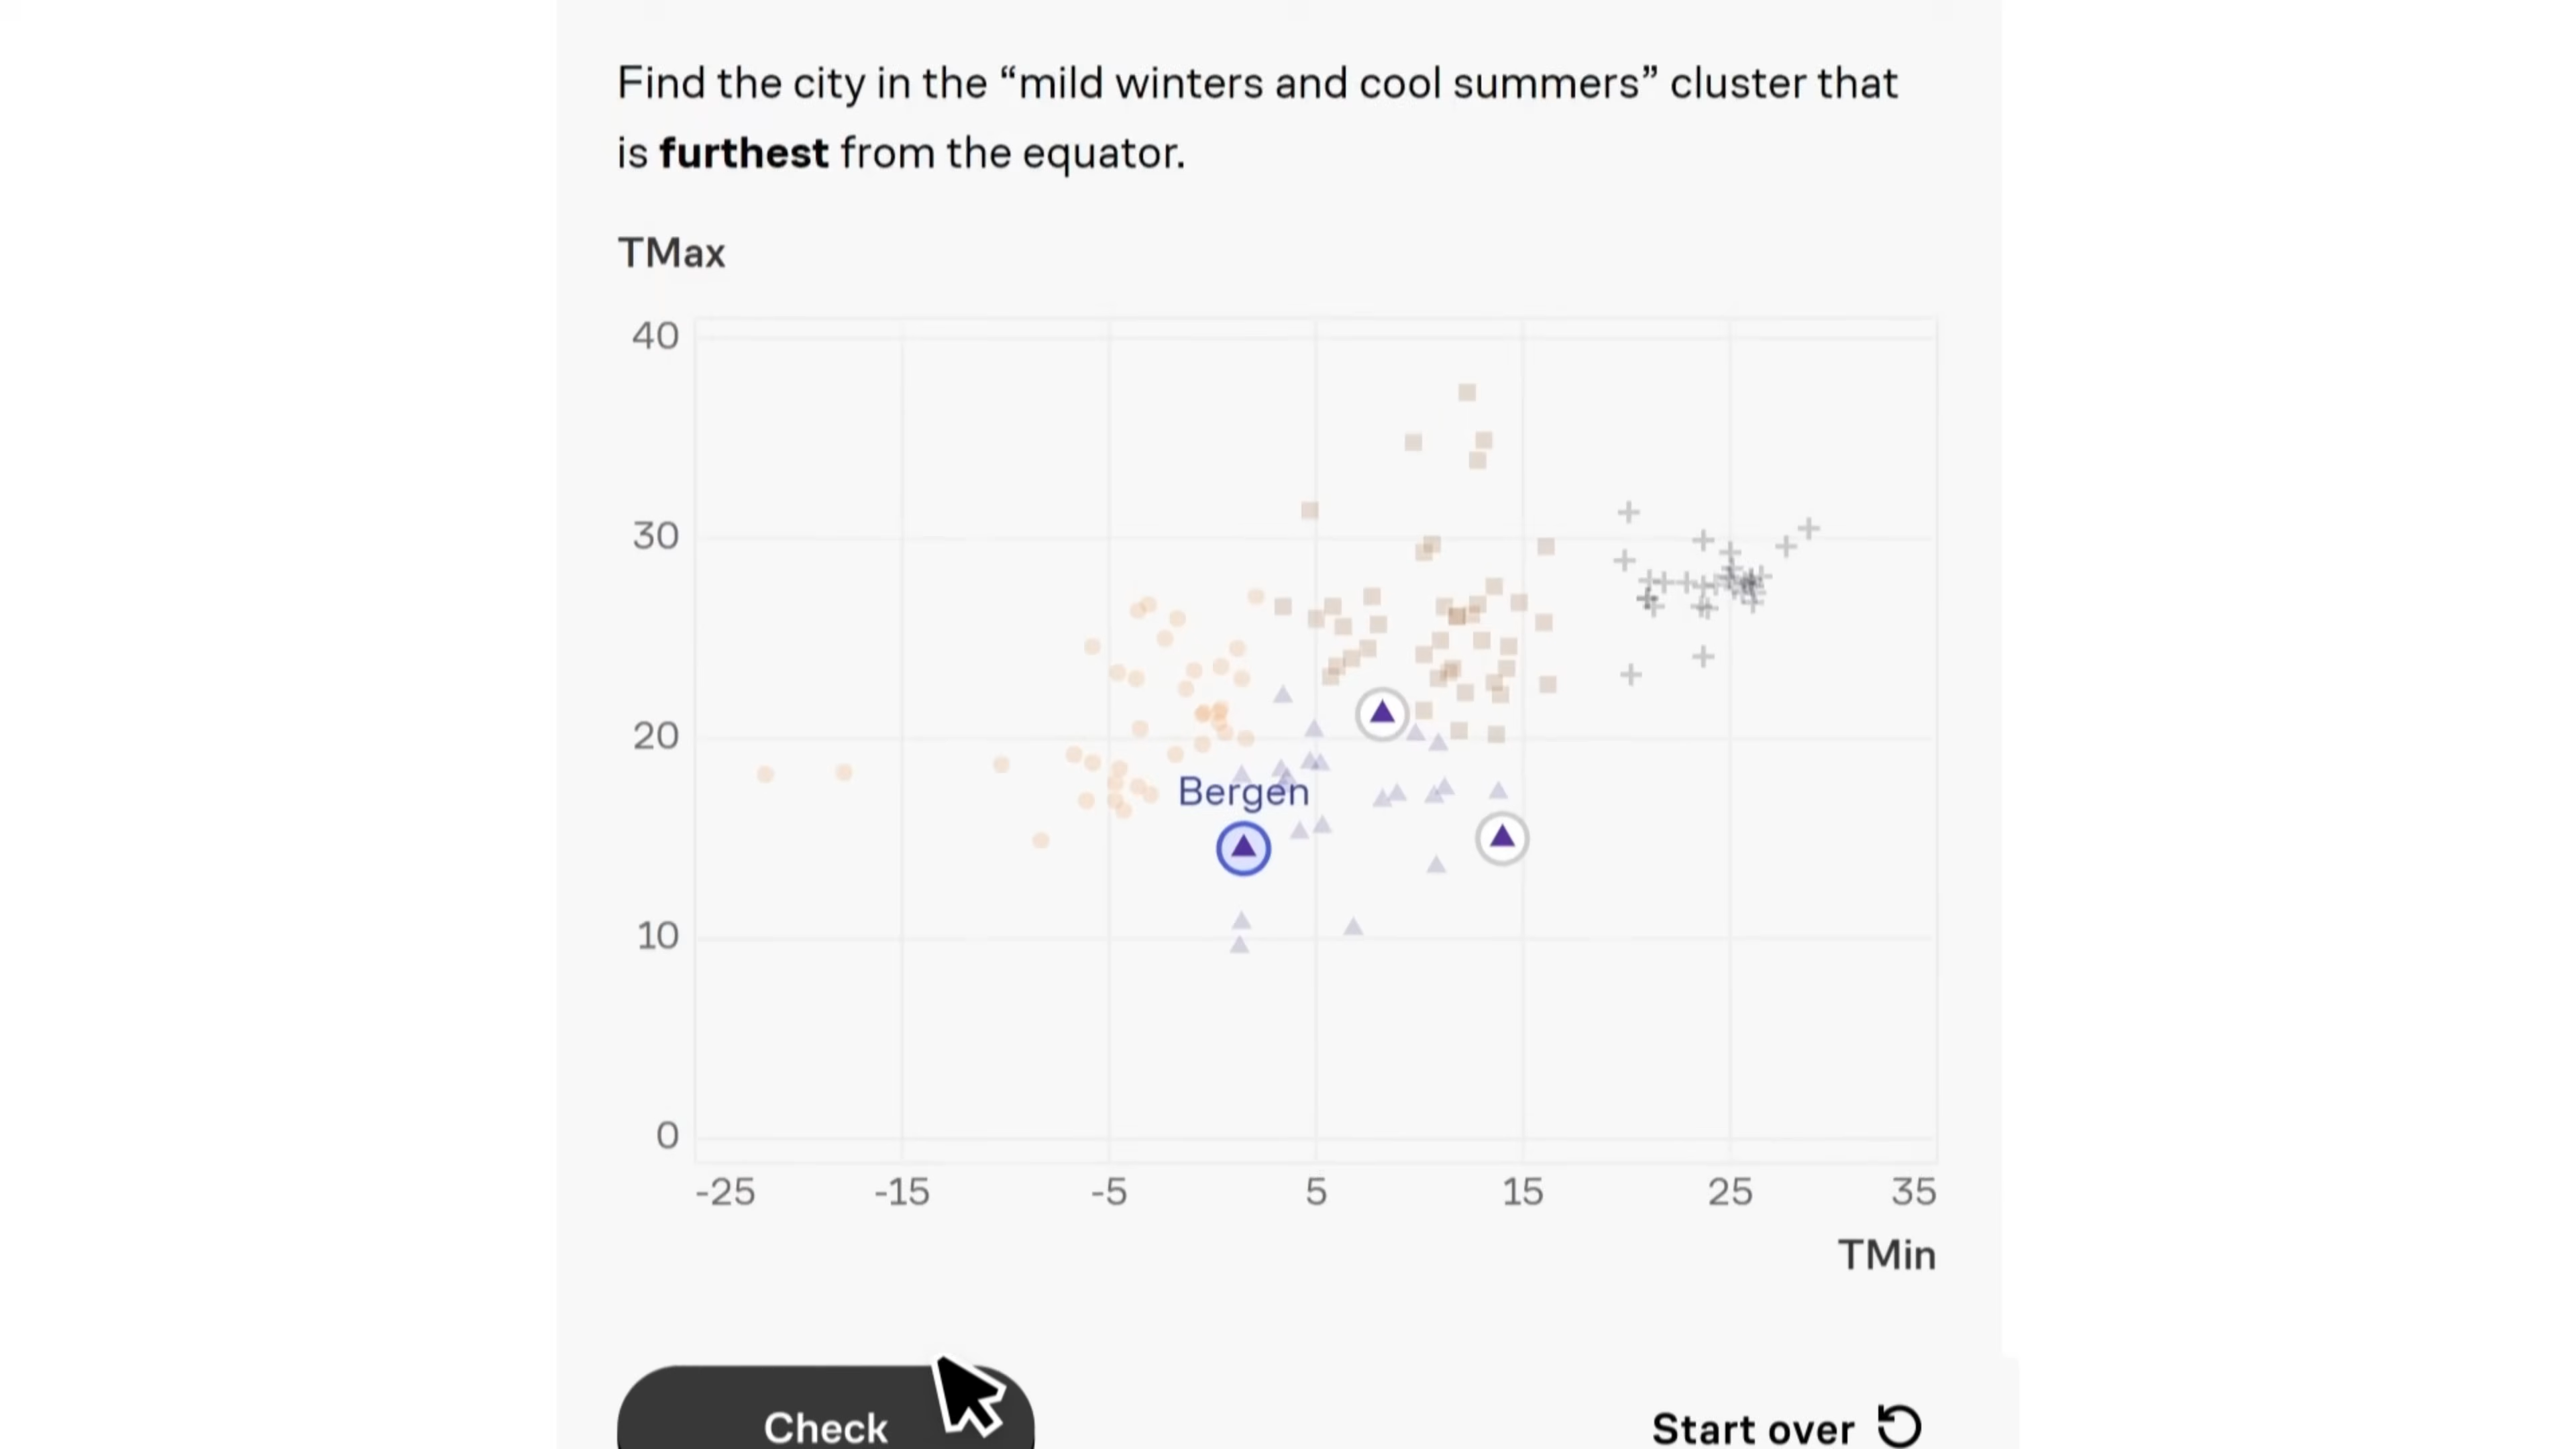 Find the city in the “mild winters and cool summers” cluster that
is furthest from the equator.
TMax
40
30
20
10
0
Bergen
-25 -15 -5 5 15 25 35
TMin
Check
Start over